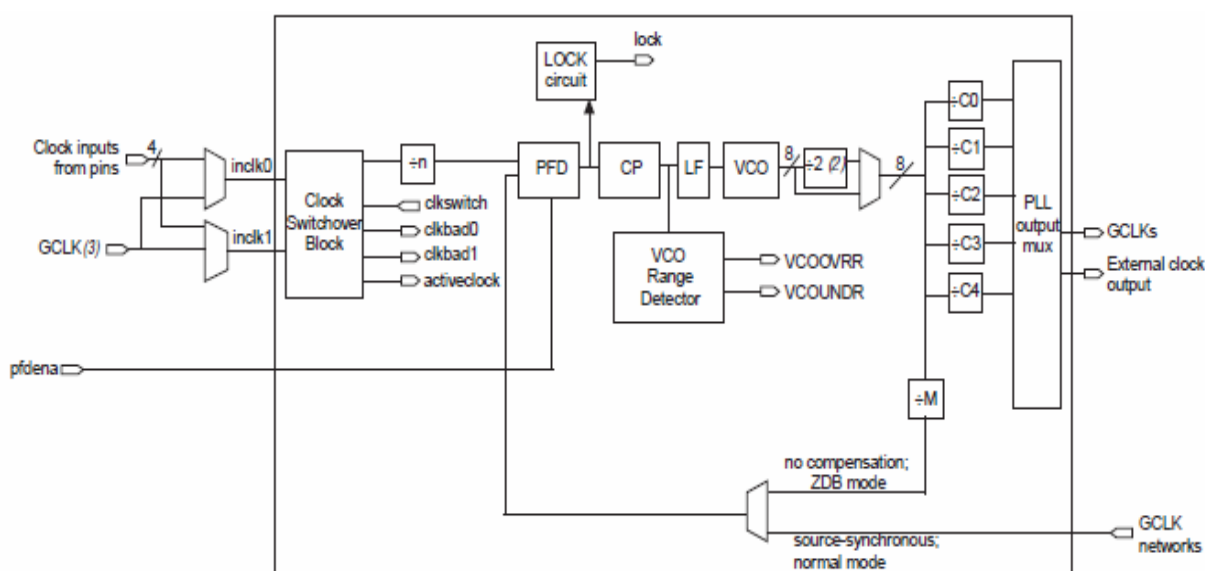 lock
LOCK
circuit
Clock inputs
from pins
4
inclk0
GCLK(3)
inclk1
Clock
Switchover
Block
÷n
clkswitch
clkbad0
clkbad1
activeclock
PFD
CP
LF
VCO
8
÷2 (2)
8
VCO
Range
Detector
VCOOVRR
VCOUNDR
÷C0
÷C1
÷C2
÷C3
÷C4
PLL
output
mux
GCLKs
External clock
output
pfdena
÷M
no compensation;
ZDB mode
source-synchronous;
normal mode
GCLK
networks